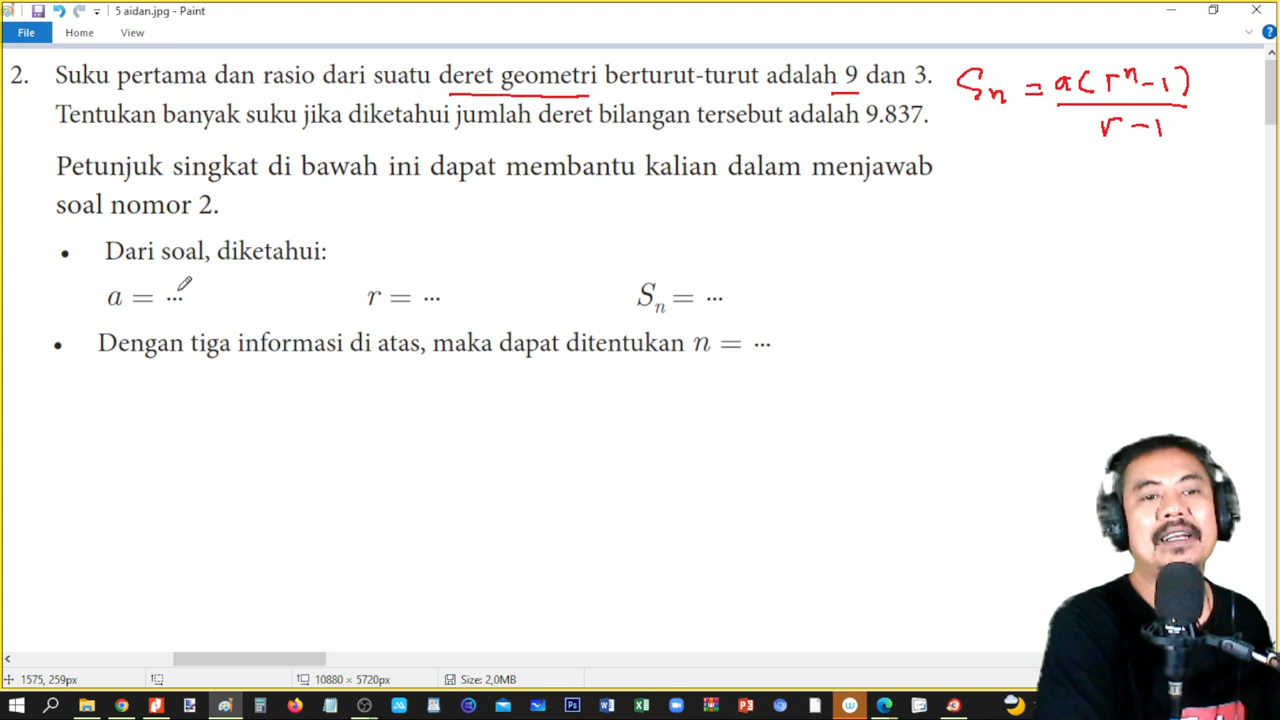 5 aidan.jpg - Paint
File Home View
2. Suku pertama dan rasio dari suatu deret geometri berturut-turut adalah 9 dan 3.
Tentukan banyak suku jika diketahui jumlah deret bilangan tersebut adalah 9.837.
Sn = a(rⁿ-1)
r-1
Petunjuk singkat di bawah ini dapat membantu kalian dalam menjawab
soal nomor 2.
• Dari soal, diketahui:
a = ... r = ... Sn = ...
• Dengan tiga informasi di atas, maka dapat ditentukan n = ...
1575, 259px 10880 × 5720px Size: 2,0MB